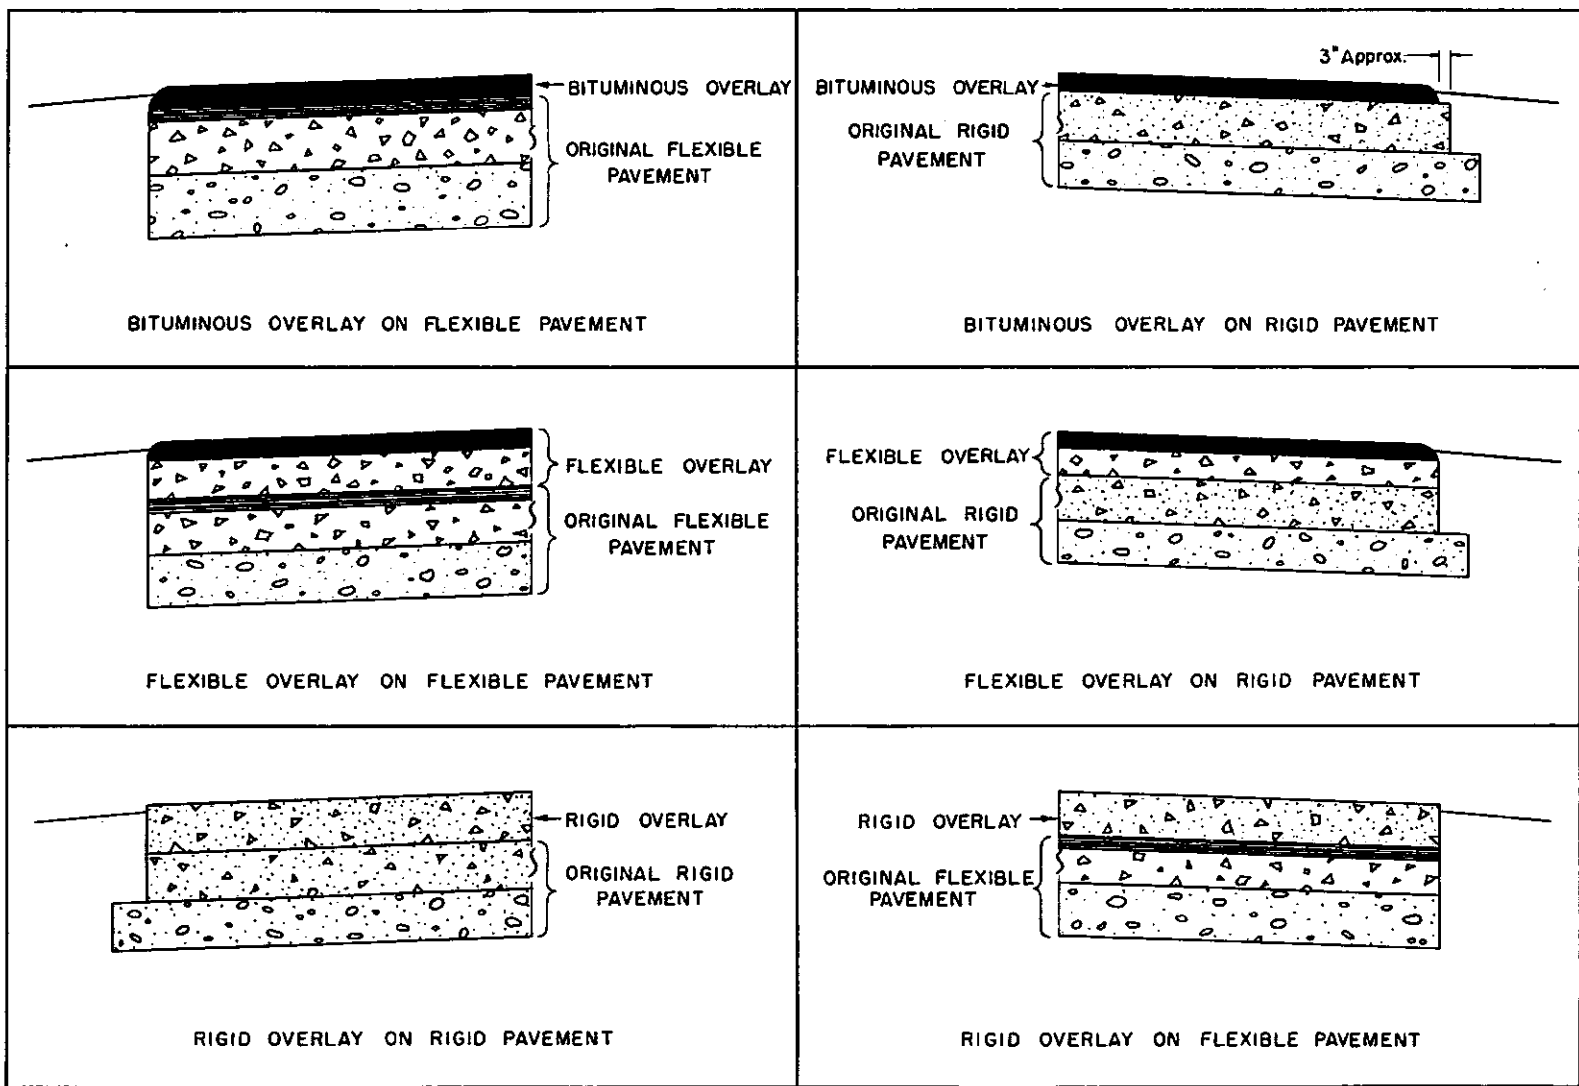 BITUMINOUS OVERLAY
ORIGINAL FLEXIBLE
PAVEMENT
BITUMINOUS OVERLAY ON FLEXIBLE PAVEMENT
3" Approx.
BITUMINOUS OVERLAY
ORIGINAL RIGID
PAVEMENT
BITUMINOUS OVERLAY ON RIGID PAVEMENT
FLEXIBLE OVERLAY
ORIGINAL FLEXIBLE
PAVEMENT
FLEXIBLE OVERLAY ON FLEXIBLE PAVEMENT
FLEXIBLE OVERLAY
ORIGINAL RIGID
PAVEMENT
FLEXIBLE OVERLAY ON RIGID PAVEMENT
RIGID OVERLAY
ORIGINAL RIGID
PAVEMENT
RIGID OVERLAY ON RIGID PAVEMENT
RIGID OVERLAY
ORIGINAL FLEXIBLE
PAVEMENT
RIGID OVERLAY ON FLEXIBLE PAVEMENT